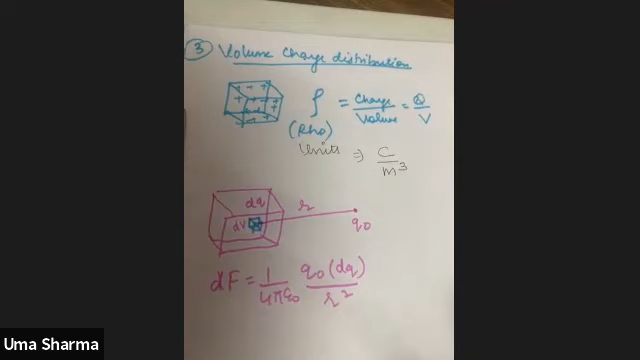 ③ Volume charge distribution
+ + +
+ + + +
+ + +
+ +
ρ = Charge/Volume = Q/V
(Rho)
Units ⇒ C/m³
dq
dV
r
q₀
dF = 1/4πε₀ q₀(dq)/r²
Uma Sharma